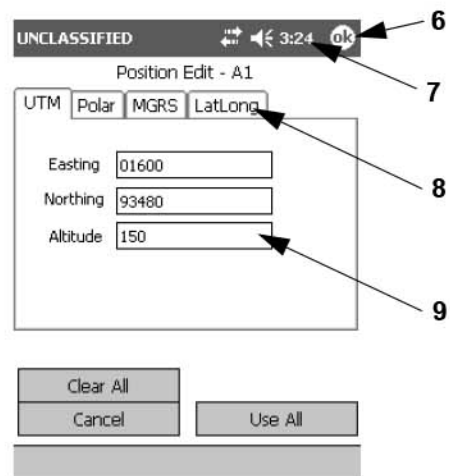 6
UNCLASSIFIED 3:24 ok
7
Position Edit - A1
UTM Polar MGRS LatLong
8
Easting 01600
Northing 93480
Altitude 150
9
Clear All
Cancel Use All